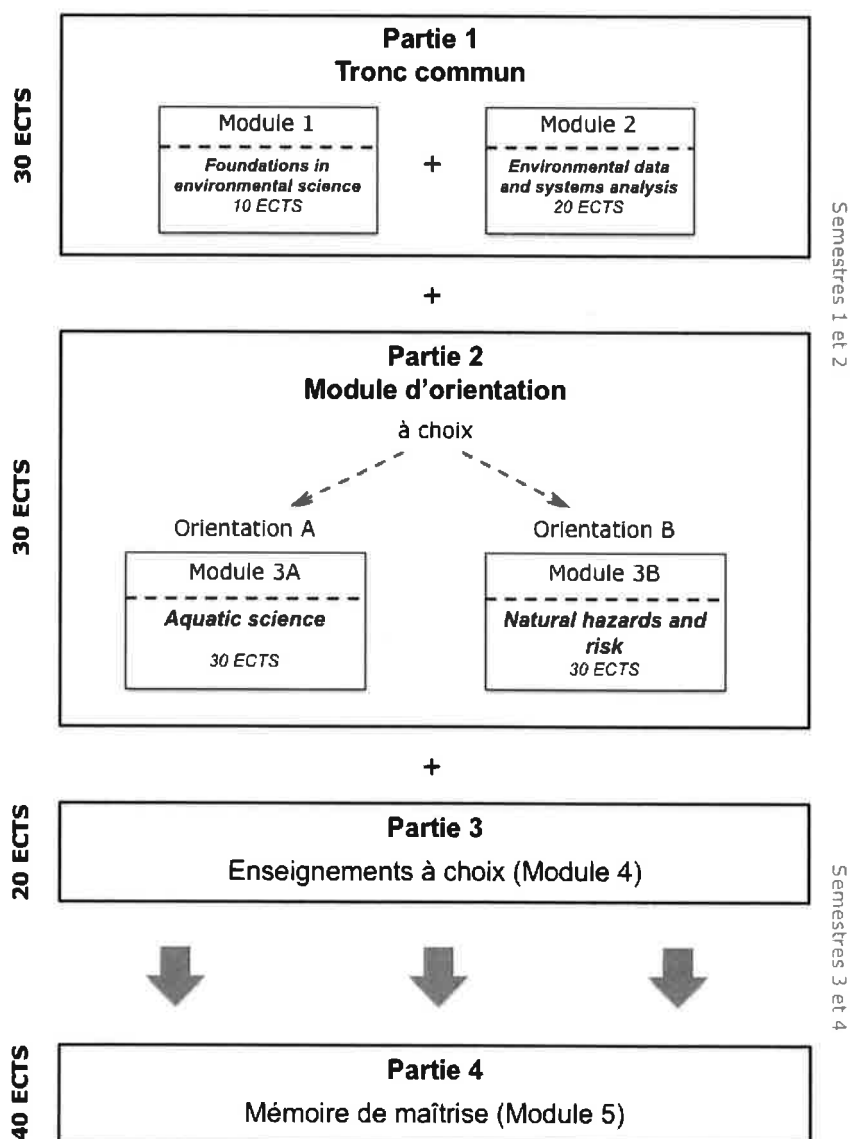 Partie 1
Tronc commun
30 ECTS
Module 1
Foundations in
environmental science
10 ECTS
+
Module 2
Environmental data
and systems analysis
20 ECTS
Semestres 1 et 2
+
Partie 2
Module d'orientation
30 ECTS
à choix
Orientation A
Module 3A
Aquatic science
30 ECTS
Orientation B
Module 3B
Natural hazards and
risk
30 ECTS
+
20 ECTS
Partie 3
Enseignements à choix (Module 4)
Semestres 3 et 4
40 ECTS
Partie 4
Mémoire de maîtrise (Module 5)